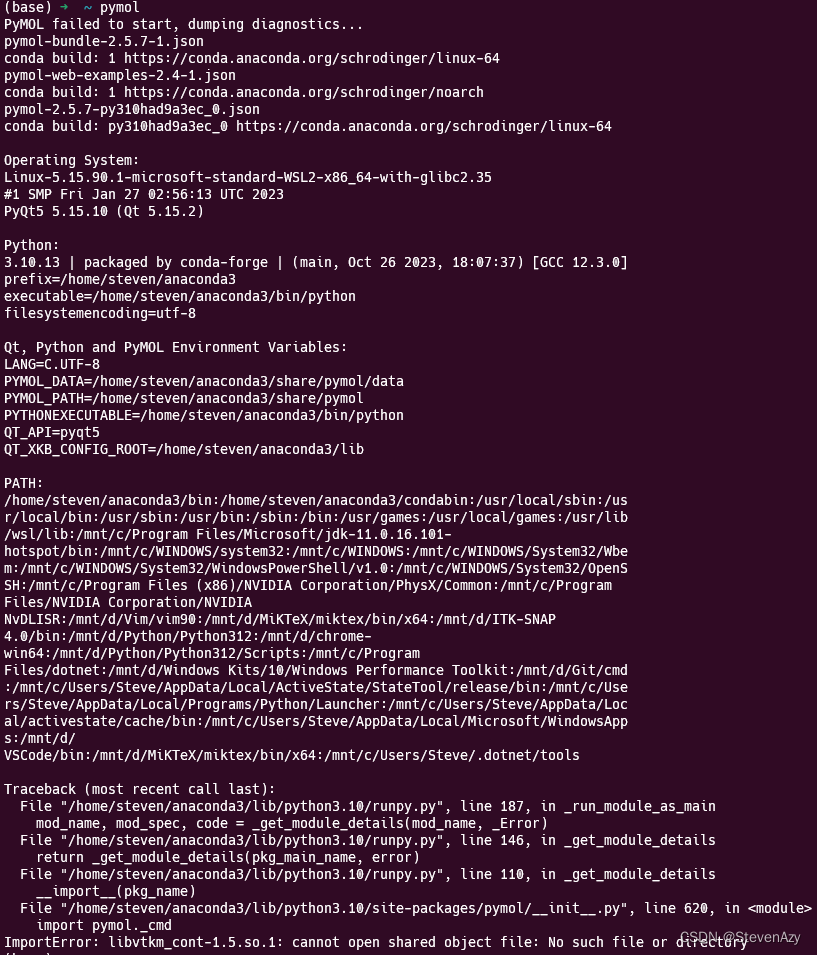 (base) → ~ pymol
PyMOL failed to start, dumping diagnostics...
pymol-bundle-2.5.7-1.json
conda build: 1 https://conda.anaconda.org/schrodinger/linux-64
pymol-web-examples-2.4-1.json
conda build: 1 https://conda.anaconda.org/schrodinger/noarch
pymol-2.5.7-py310had9a3ec_0.json
conda build: py310had9a3ec_0 https://conda.anaconda.org/schrodinger/linux-64
Operating System:
Linux-5.15.90.1-microsoft-standard-WSL2-x86_64-with-glibc2.35
#1 SMP Fri Jan 27 02:56:13 UTC 2023
PyQt5 5.15.10 (Qt 5.15.2)
Python:
3.10.13 | packaged by conda-forge | (main, Oct 26 2023, 18:07:37) [GCC 12.3.0]
prefix=/home/steven/anaconda3
executable=/home/steven/anaconda3/bin/python
filesystemencoding=utf-8
Qt, Python and PyMOL Environment Variables:
LANG=C.UTF-8
PYMOL_DATA=/home/steven/anaconda3/share/pymol/data
PYMOL_PATH=/home/steven/anaconda3/share/pymol
PYTHONEXECUTABLE=/home/steven/anaconda3/bin/python
QT_API=pyqt5
QT_XKB_CONFIG_ROOT=/home/steven/anaconda3/lib
PATH:
/home/steven/anaconda3/bin:/home/steven/anaconda3/condabin:/usr/local/sbin:/us
r/local/bin:/usr/sbin:/usr/bin:/sbin:/bin:/usr/games:/usr/local/games:/usr/lib
/wsl/lib:/mnt/c/Program Files/Microsoft/jdk-11.0.16.101-
hotspot/bin:/mnt/c/WINDOWS/system32:/mnt/c/WINDOWS:/mnt/c/WINDOWS/System32/Wbe
m:/mnt/c/WINDOWS/System32/WindowsPowerShell/v1.0:/mnt/c/WINDOWS/System32/OpenS
SH:/mnt/c/Program Files (x86)/NVIDIA Corporation/PhysX/Common:/mnt/c/Program
Files/NVIDIA Corporation/NVIDIA
NvDLISR:/mnt/d/Vim/vim90:/mnt/d/MiKTeX/miktex/bin/x64:/mnt/d/ITK-SNAP
4.0/bin:/mnt/d/Python/Python312:/mnt/d/chrome-
win64:/mnt/d/Python/Python312/Scripts:/mnt/c/Program
Files/dotnet:/mnt/d/Windows Kits/10/Windows Performance Toolkit:/mnt/d/Git/cmd
:/mnt/c/Users/Steve/AppData/Local/ActiveState/StateTool/release/bin:/mnt/c/Use
rs/Steve/AppData/Local/Programs/Python/Launcher:/mnt/c/Users/Steve/AppData/Loc
al/activestate/cache/bin:/mnt/c/Users/Steve/AppData/Local/Microsoft/WindowsApp
s:/mnt/d/
VSCode/bin:/mnt/d/MiKTeX/miktex/bin/x64:/mnt/c/Users/Steve/.dotnet/tools
Traceback (most recent call last):
File "/home/steven/anaconda3/lib/python3.10/runpy.py", line 187, in _run_module_as_main
mod_name, mod_spec, code = _get_module_details(mod_name, _Error)
File "/home/steven/anaconda3/lib/python3.10/runpy.py", line 146, in _get_module_details
return _get_module_details(pkg_main_name, error)
File "/home/steven/anaconda3/lib/python3.10/runpy.py", line 110, in _get_module_details
__import__(pkg_name)
File "/home/steven/anaconda3/lib/python3.10/site-packages/pymol/__init__.py", line 620, in <module>
import pymol._cmd
ImportError: libvtkm_cont-1.5.so.1: cannot open shared object file: No such file or directory
CSDN @StevenAzy